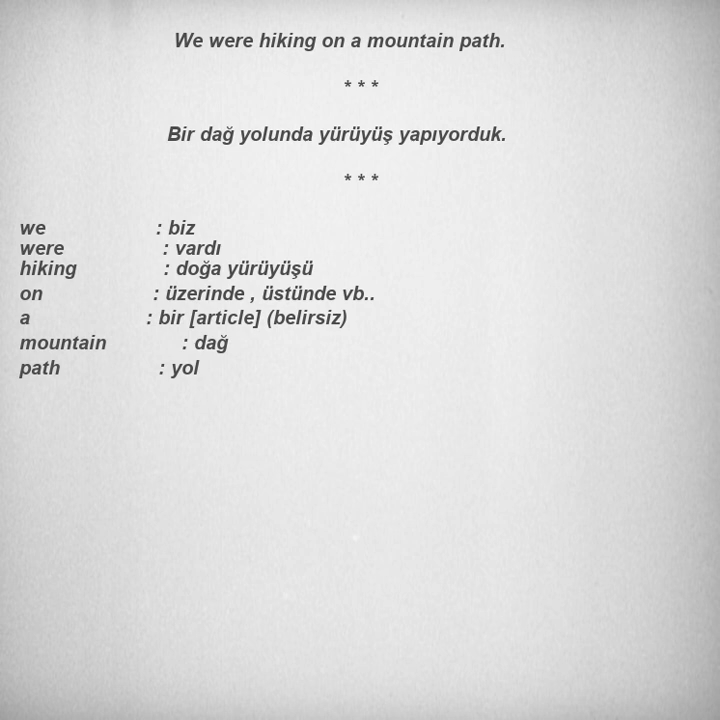 We were hiking on a mountain path.
* * *
Bir dağ yolunda yürüyüş yapıyorduk.
* * *
we : biz
were : vardı
hiking : doğa yürüyüşü
on : üzerinde , üstünde vb..
a : bir [article] (belirsiz)
mountain : dağ
path : yol